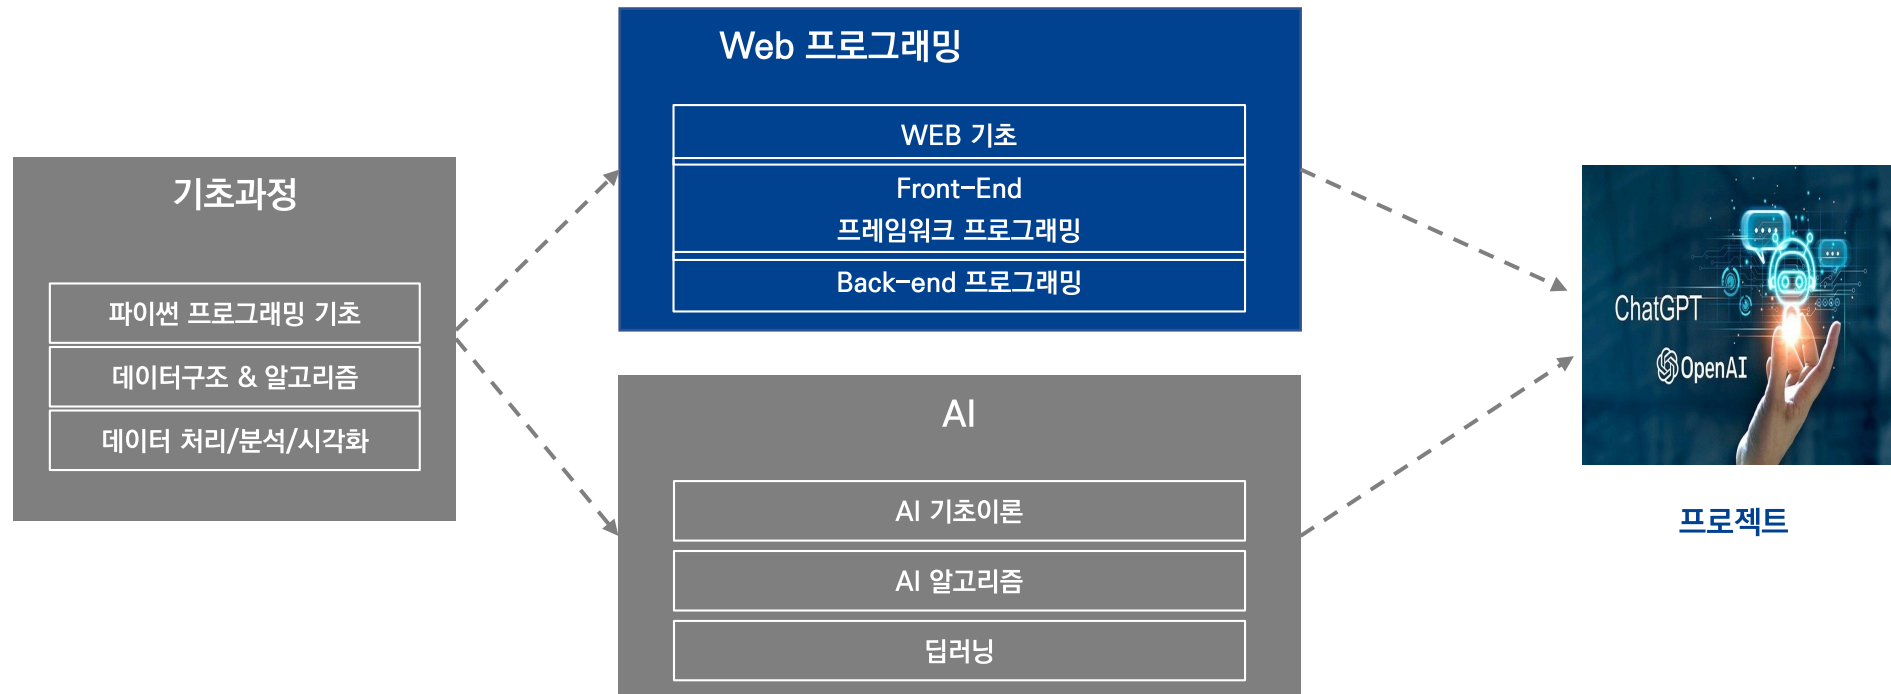 기초과정
파이썬 프로그래밍 기초
데이터구조 & 알고리즘
데이터 처리/분석/시각화
Web 프로그래밍
WEB 기초
Front-End
프레임워크 프로그래밍
Back-end 프로그래밍
AI
AI 기초이론
AI 알고리즘
딥러닝
ChatGPT
OpenAI
프로젝트